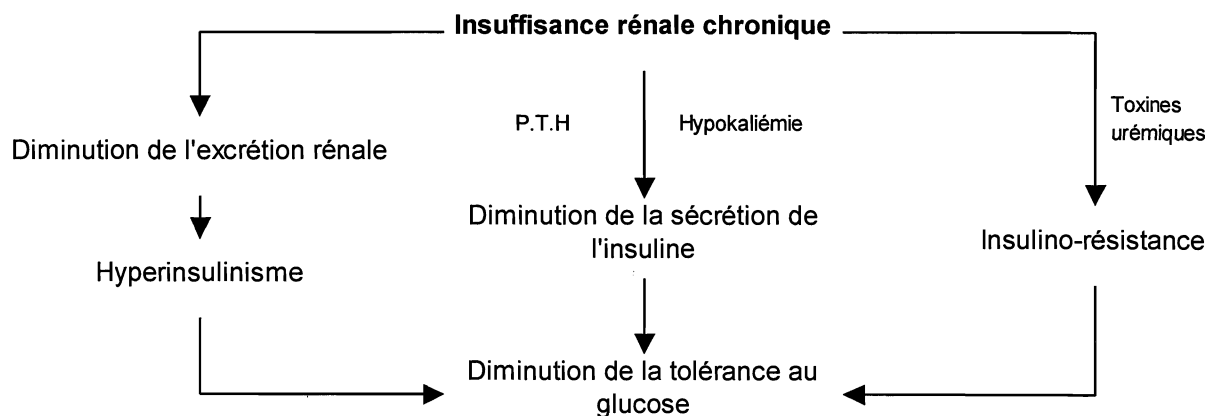 Insuffisance rénale chronique
Diminution de l'excrétion rénale
Hyperinsulinisme
P.T.H
Hypokaliémie
Diminution de la sécrétion de
l'insuline
Toxines
urémiques
Insulino-résistance
Diminution de la tolérance au
glucose